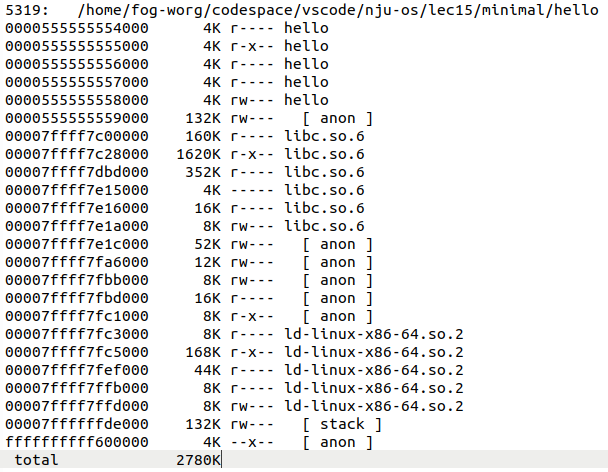 5319:   /home/fog-worg/codespace/vscode/nju-os/lec15/minimal/hello
0000555555554000      4K r---- hello
0000555555555000      4K r-x-- hello
0000555555556000      4K r---- hello
0000555555557000      4K r---- hello
0000555555558000      4K rw--- hello
0000555555559000    132K rw---   [ anon ]
00007ffff7c00000    160K r---- libc.so.6
00007ffff7c28000   1620K r-x-- libc.so.6
00007ffff7dbd000    352K r---- libc.so.6
00007ffff7e15000      4K ----- libc.so.6
00007ffff7e16000     16K r---- libc.so.6
00007ffff7e1a000      8K rw--- libc.so.6
00007ffff7e1c000     52K rw---   [ anon ]
00007ffff7fa6000     12K rw---   [ anon ]
00007ffff7fbb000      8K rw---   [ anon ]
00007ffff7fbd000     16K r----   [ anon ]
00007ffff7fc1000      8K r-x--   [ anon ]
00007ffff7fc3000      8K r---- ld-linux-x86-64.so.2
00007ffff7fc5000    168K r-x-- ld-linux-x86-64.so.2
00007ffff7fef000     44K r---- ld-linux-x86-64.so.2
00007ffff7ffb000      8K r---- ld-linux-x86-64.so.2
00007ffff7ffd000      8K rw--- ld-linux-x86-64.so.2
00007ffffffde000    132K rw---   [ stack ]
ffffffffff600000      4K --x--   [ anon ]
 total             2780K